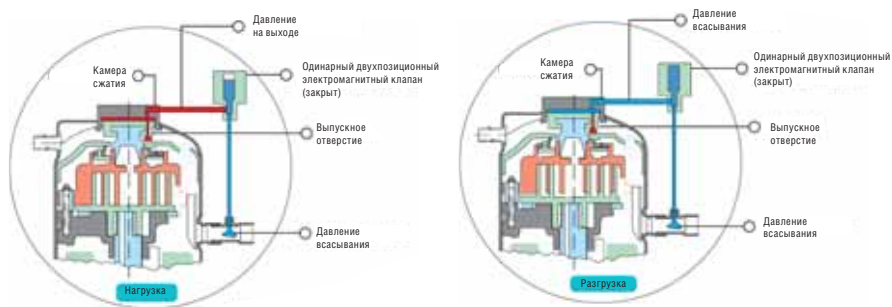 Давление
на выходе
Камера
сжатия
Одинарный двухпозиционный
электромагнитный клапан
(закрыт)
Выпускное
отверстие
Давление
всасывания
Нагрузка
Давление
всасывания
Камера
сжатия
Одинарный двухпозиционный
электромагнитный клапан
(закрыт)
Выпускное
отверстие
Давление
всасывания
Разгрузка